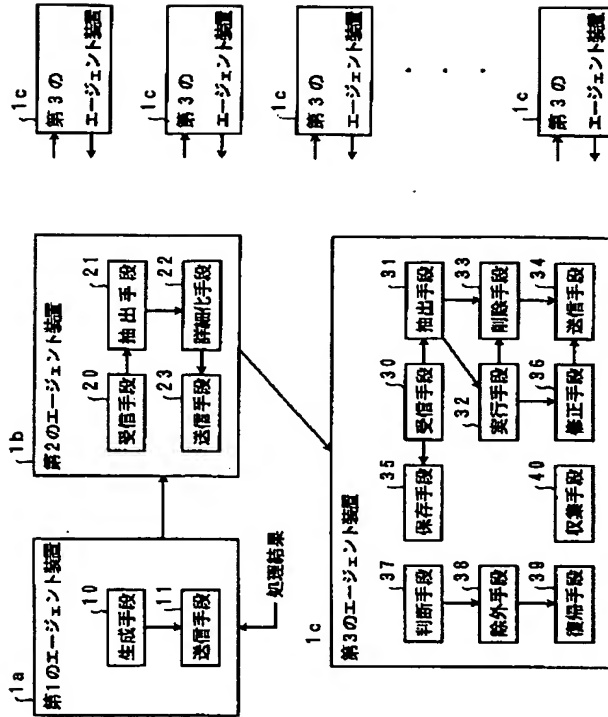 1a
第1のエージェント装置
10
生成手段
11
送信手段
処理結果
1b
第2のエージェント装置
20
受信手段
21
抽出手段
22
詳細化手段
23
送信手段
1c
第3のエージェント装置
30
受信手段
31
抽出手段
32
実行手段
33
削除手段
34
送信手段
35
保存手段
36
修正手段
37
判断手段
38
除外手段
39
復帰手段
40
収集手段
1c
第3の
エージェント装置
1c
第3の
エージェント装置
1c
第3の
エージェント装置
1c
第3の
エージェント装置